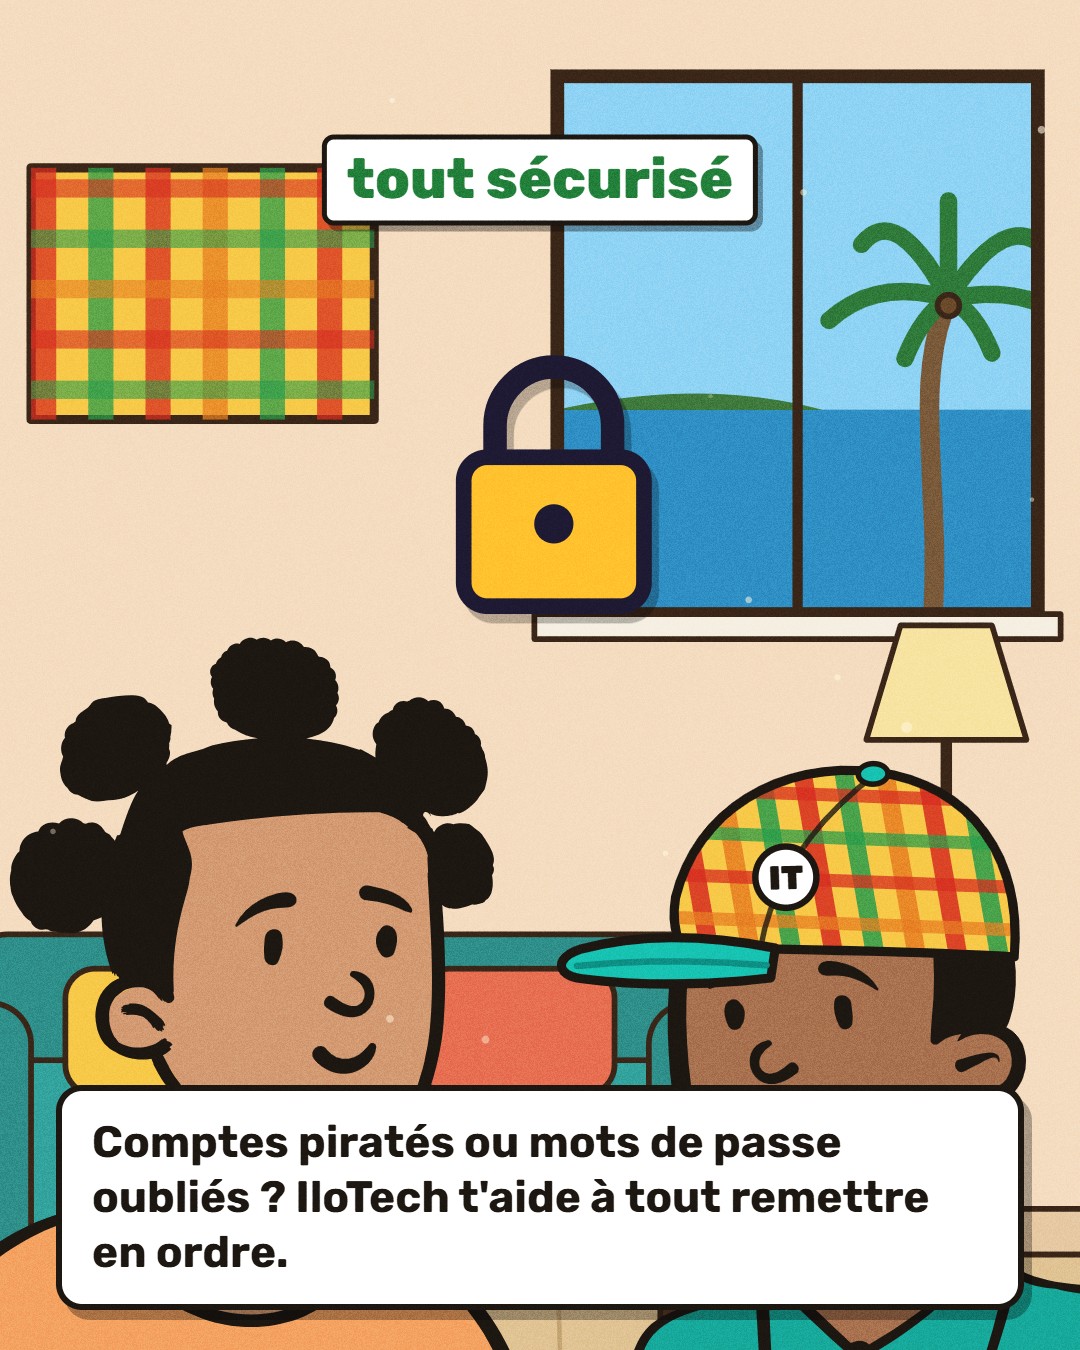 tout sécurisé
IT
Comptes piratés ou mots de passe
oubliés ? IloTech t'aide à tout remettre
en ordre.